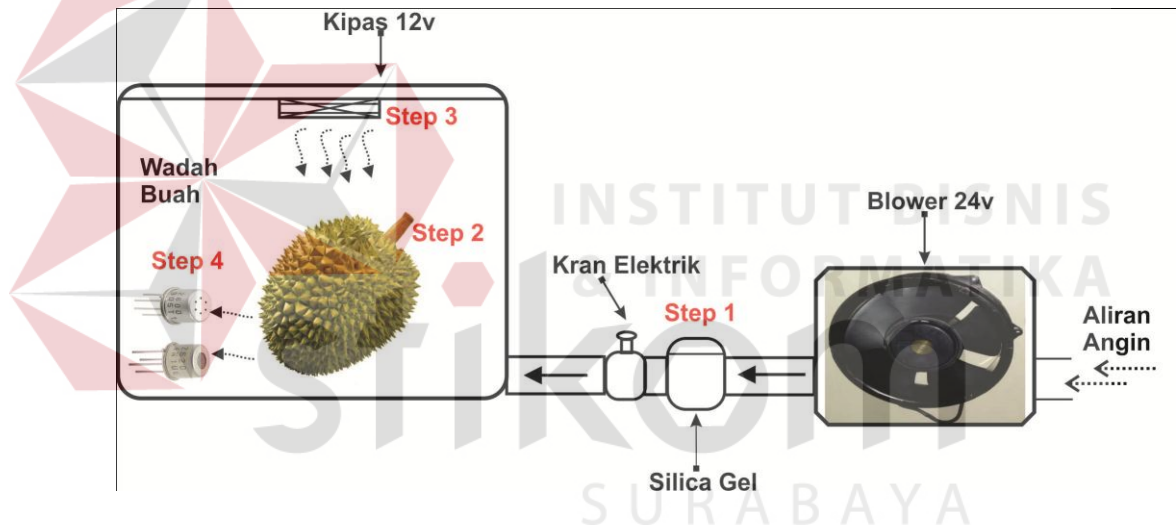 Kipas 12v
Step 3
Wadah
Buah
Step 2
Step 4
Kran Elektrik
Step 1
Silica Gel
Blower 24v
Aliran
Angin
INSTITUT BISNIS
& INFORMATIKA
stikom
SURABAYA